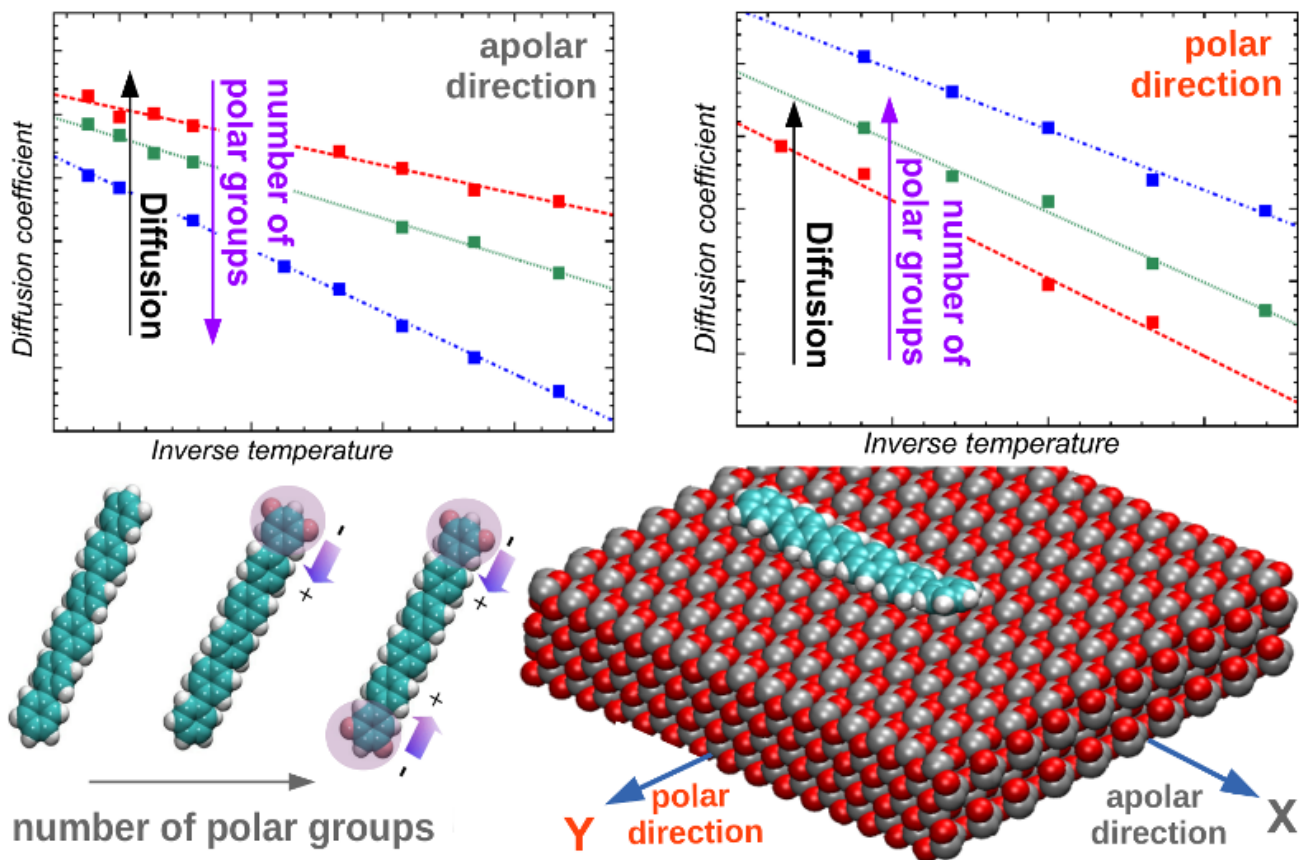 apolar
direction
number of
polar groups
Diffusion
Diffusion coefficient
Inverse temperature
polar
direction
number of
polar groups
Diffusion
Diffusion coefficient
Inverse temperature
-
+
-
+
+
-
number of polar groups
Y
polar
direction
apolar
direction
X